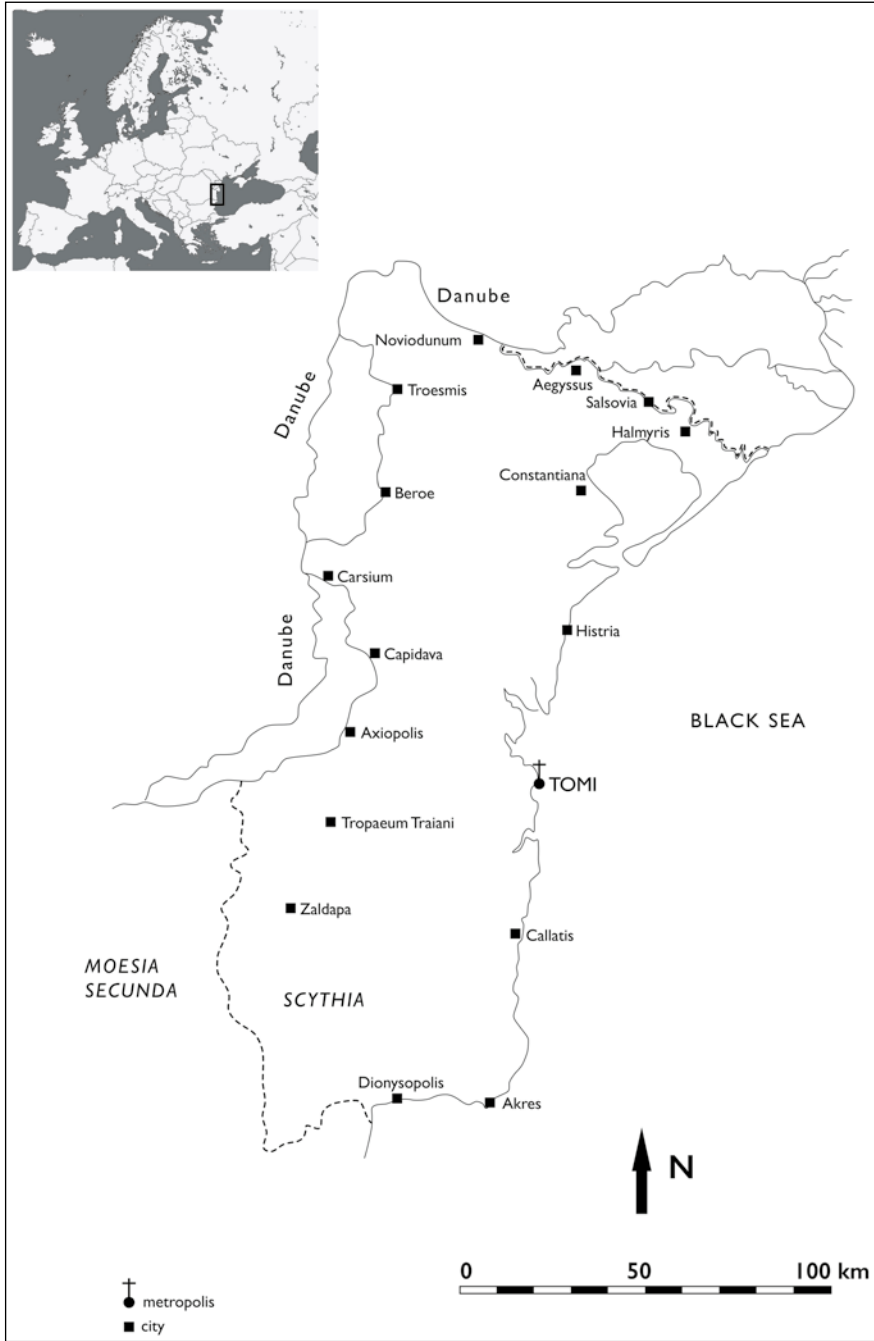 Danube
Noviodunum
Aegyssus
Danube
Troesmis
Salsovia
Halmyris
Constantiana
Beroe
Carsium
Histria
Danube
Capidava
BLACK SEA
Axiopolis
TOMI
Tropaeum Traiani
Zaldapa
Callatis
MOESIA
SECUNDA
SCYTHIA
Dionysopolis
Akres
N
0 50 100 km
metropolis
city